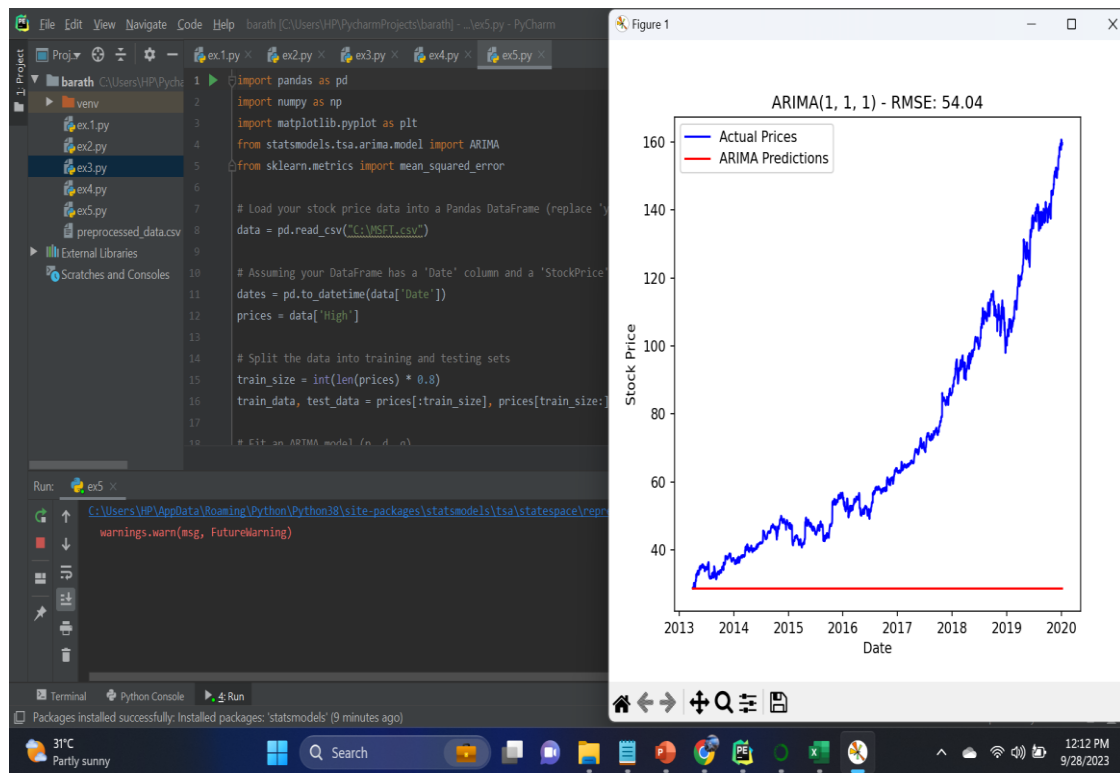 File Edit View Navigate Code Help barath [C:\Users\HP\PycharmProjects\barath] - ...\ex5.py - PyCharm
Figure 1
1: Project
Proj.
ex.1.py
ex2.py
ex3.py
ex4.py
ex5.py
barath C:\Users\HP\Pycha
venv
ex.1.py
ex2.py
ex3.py
ex4.py
ex5.py
preprocessed_data.csv
External Libraries
Scratches and Consoles
1 import pandas as pd
2 import numpy as np
3 import matplotlib.pyplot as plt
4 from statsmodels.tsa.arima.model import ARIMA
5 from sklearn.metrics import mean_squared_error
6
7 # Load your stock price data into a Pandas DataFrame (replace 'y
8 data = pd.read_csv("C:\MSFT.csv")
9
10 # Assuming your DataFrame has a 'Date' column and a 'StockPrice'
11 dates = pd.to_datetime(data['Date'])
12 prices = data['High']
13
14 # Split the data into training and testing sets
15 train_size = int(len(prices) * 0.8)
16 train_data, test_data = prices[:train_size], prices[train_size:]
17
18 # Fit an ARIMA model (p, d, q)
Run: ex5
C:\Users\HP\AppData\Roaming\Python\Python38\site-packages\statsmodels\tsa\statespace\repr
warnings.warn(msg, FutureWarning)
Terminal Python Console 4: Run
Packages installed successfully: Installed packages: 'statsmodels' (9 minutes ago)
ARIMA(1, 1, 1) - RMSE: 54.04
Actual Prices
ARIMA Predictions
160
140
120
100
80
60
40
Stock Price
2013 2014 2015 2016 2017 2018 2019 2020
Date
31°C
Partly sunny
Search
12:12 PM
9/28/2023